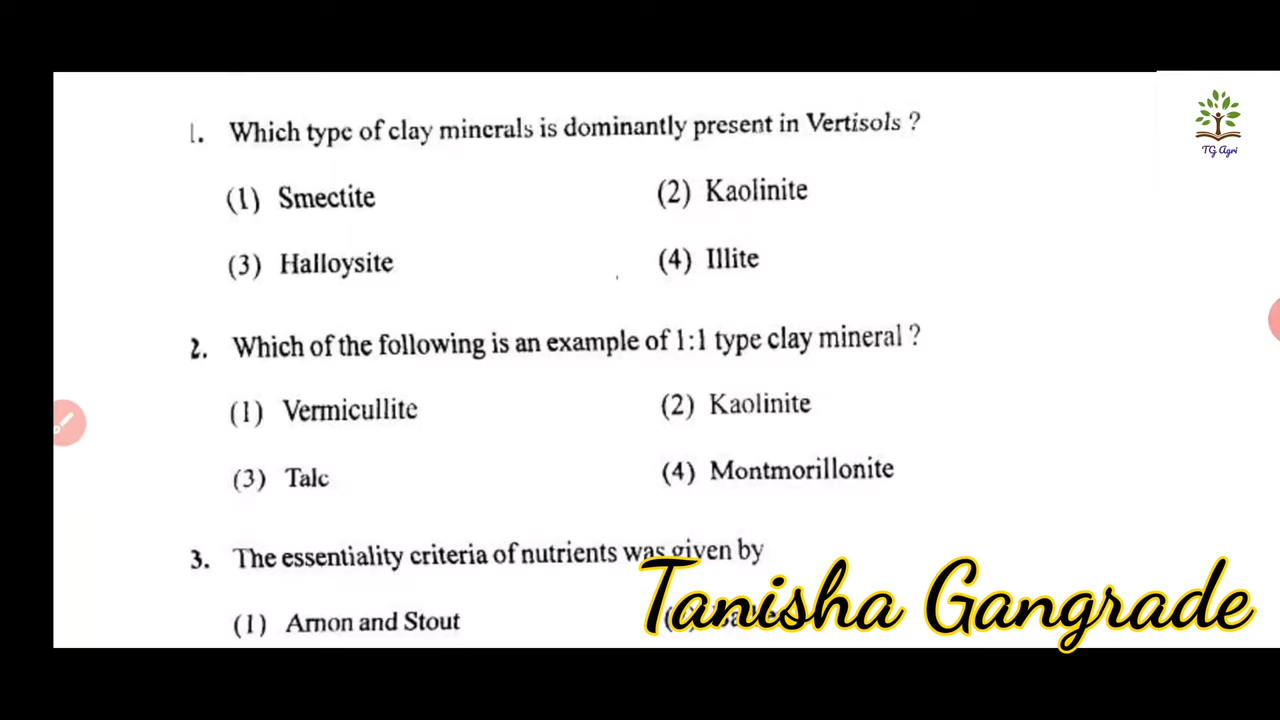 TG Agri
1. Which type of clay minerals is dominantly present in Vertisols ?
(1) Smectite (2) Kaolinite
(3) Halloysite (4) Illite
2. Which of the following is an example of 1:1 type clay mineral ?
(1) Vermicullite (2) Kaolinite
(3) Talc (4) Montmorillonite
3. The essentiality criteria of nutrients was given by
(1) Arnon and Stout
Tanisha Gangrade